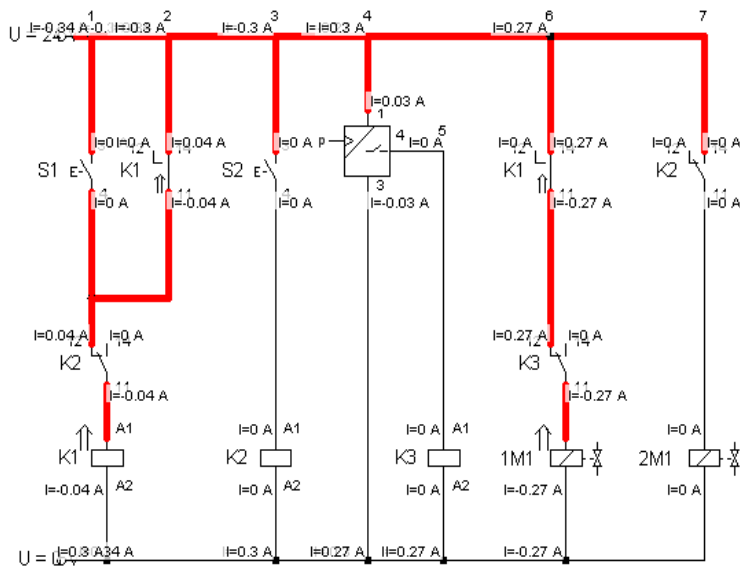 1 2 3 4 6 7
I=-0.3 A I=-0.3 A I=0.27 A
I=0.03 A
1
I=0.04 A I=0 A P 4 I=0 A 5 I=0.27 A I=0 A
S1 E K1 S2 E K1 K2
3
I=0 A I=-0.04 A I=0 A I=-0.03 A I=-0.27 A I=0 A
I=0.04 A I=0 A I=0.27 A I=0 A
K2 K3
I=-0.04 A I=-0.27 A
A1 I=0 A A1 I=0 A A1 I=0 A
K1 K2 K3 1M1 2M1
I=-0.04 A A2 I=0 A A2 I=0 A A2 I=-0.27 A I=0 A
I=0.3 A I=0.27 A I=0.27 A I=-0.27 A